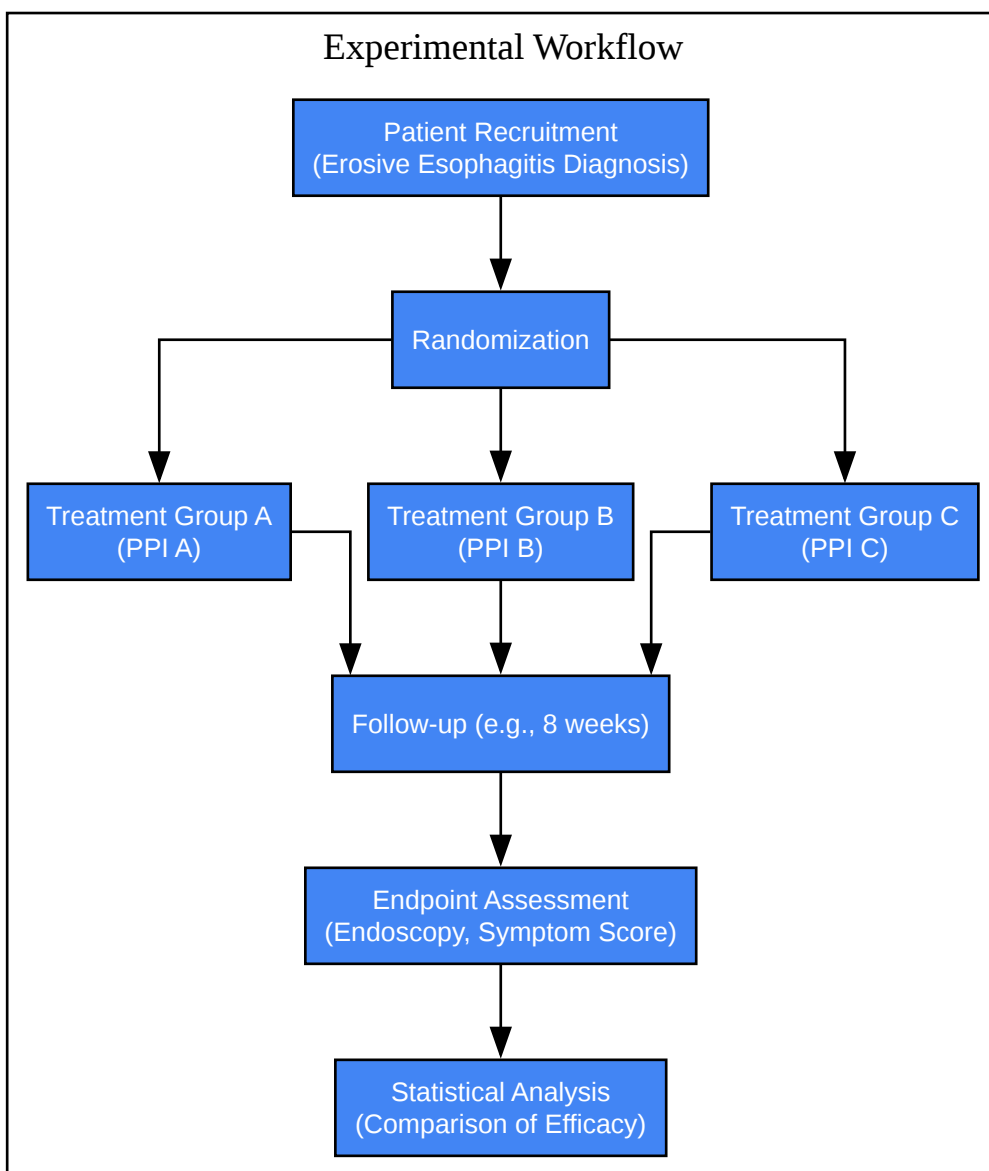 Experimental Workflow
Patient Recruitment
(Erosive Esophagitis Diagnosis)
Randomization
Treatment Group A
(PPI A)
Treatment Group B
(PPI B)
Treatment Group C
(PPI C)
Follow-up (e.g., 8 weeks)
Endpoint Assessment
(Endoscopy, Symptom Score)
Statistical Analysis
(Comparison of Efficacy)